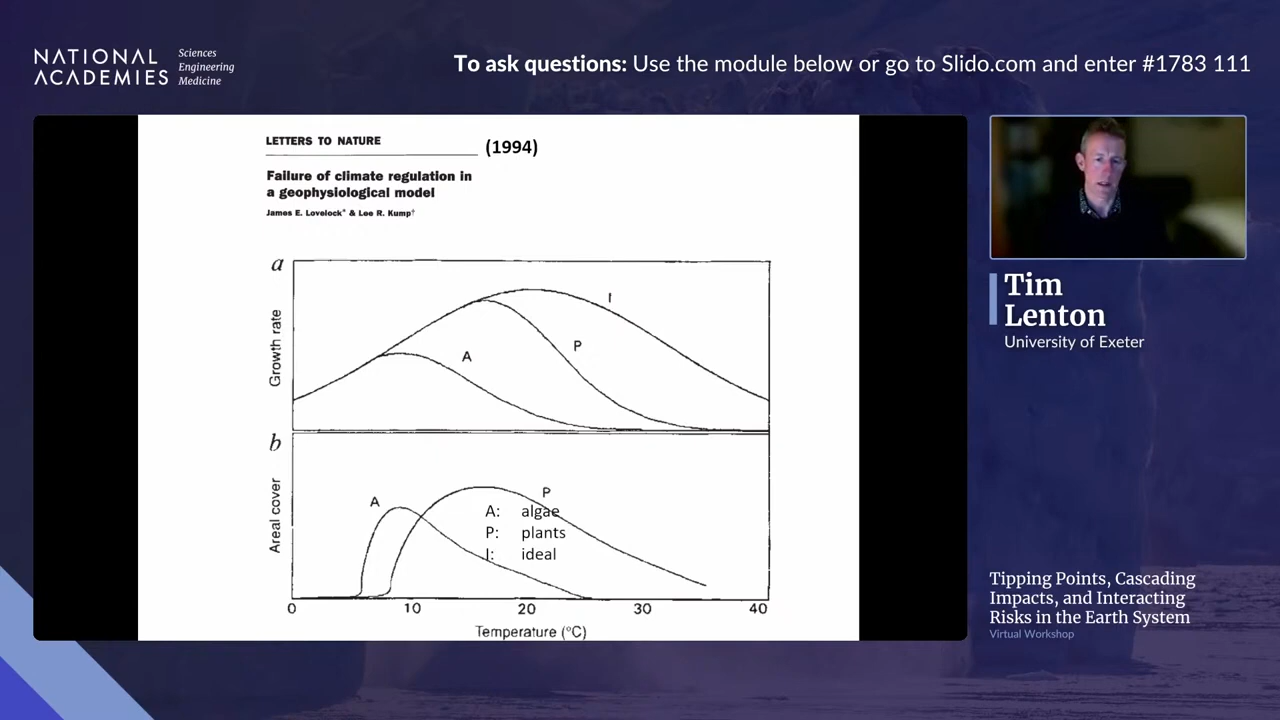 NATIONAL
ACADEMIES
Sciences
Engineering
Medicine
To ask questions: Use the module below or go to Slido.com and enter #1783 111
LETTERS TO NATURE
(1994)
Failure of climate regulation in
a geophysiological model
James E. Lovelock* & Lee R. Kump†
a
Growth rate
I
P
A
b
Areal cover
A
P
A: algae
P: plants
I: ideal
0 10 20 30 40
Temperature (°C)
Tim
Lenton
University of Exeter
Tipping Points, Cascading
Impacts, and Interacting
Risks in the Earth System
Virtual Workshop